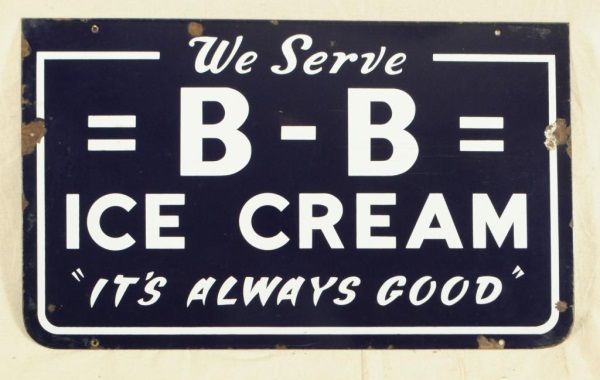 We Serve
= B - B =
ICE CREAM
"IT'S ALWAYS GOOD"